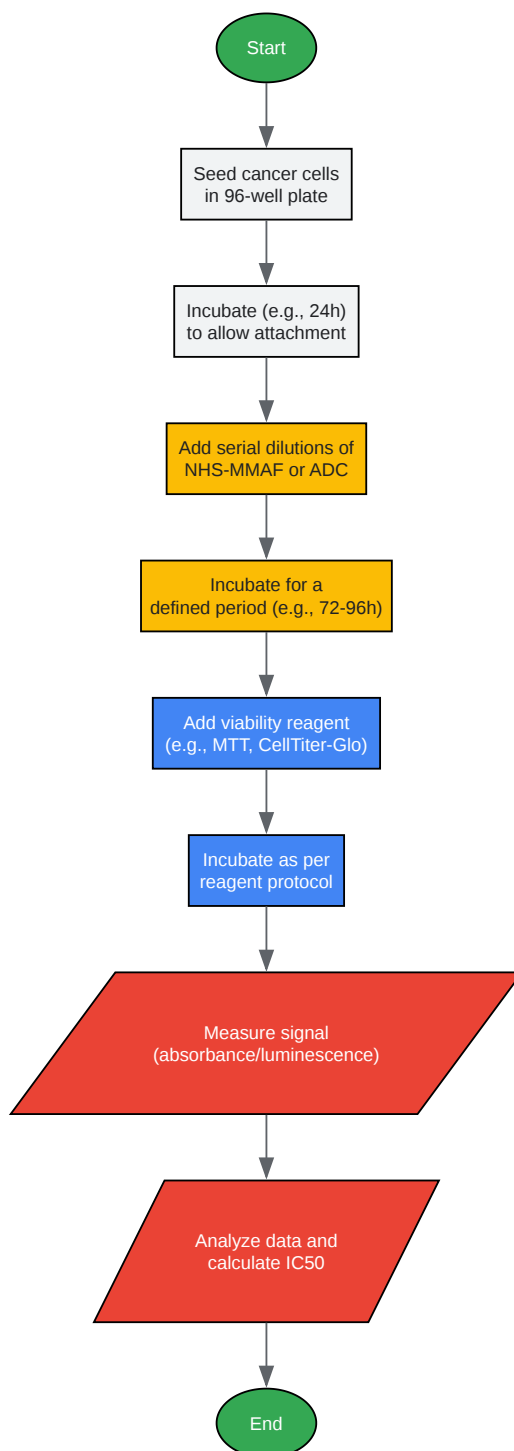 Start
Seed cancer cells
in 96-well plate
Incubate (e.g., 24h)
to allow attachment
Add serial dilutions of
NHS-MMAF or ADC
Incubate for a
defined period (e.g., 72-96h)
Add viability reagent
(e.g., MTT, CellTiter-Glo)
Incubate as per
reagent protocol
Measure signal
(absorbance/luminescence)
Analyze data and
calculate IC50
End